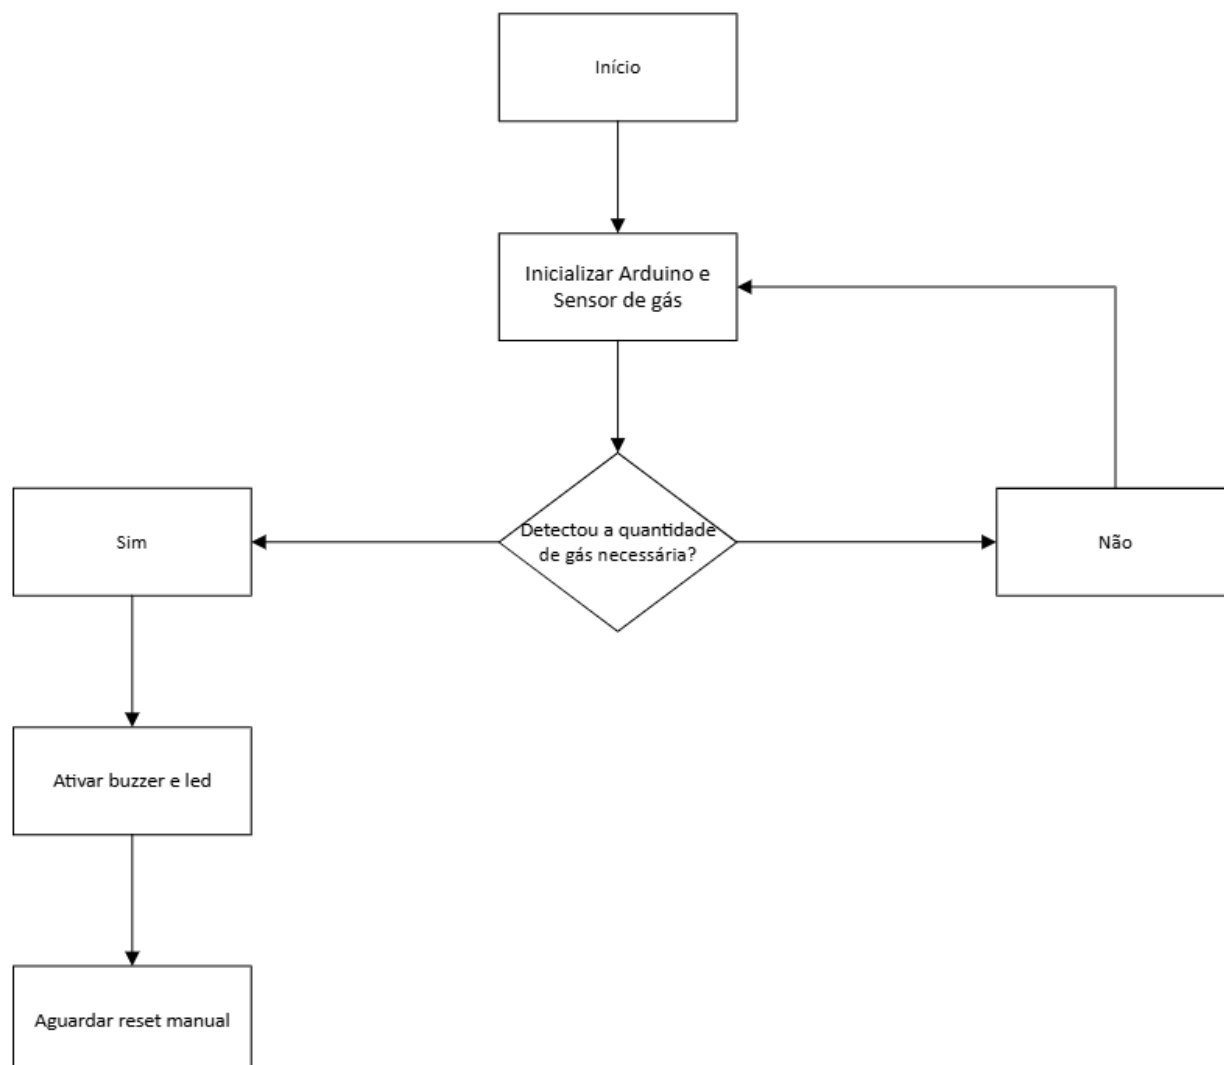 Início
Inicializar Arduino e
Sensor de gás
Detectou a quantidade
de gás necessária?
Sim
Não
Ativar buzzer e led
Aguardar reset manual